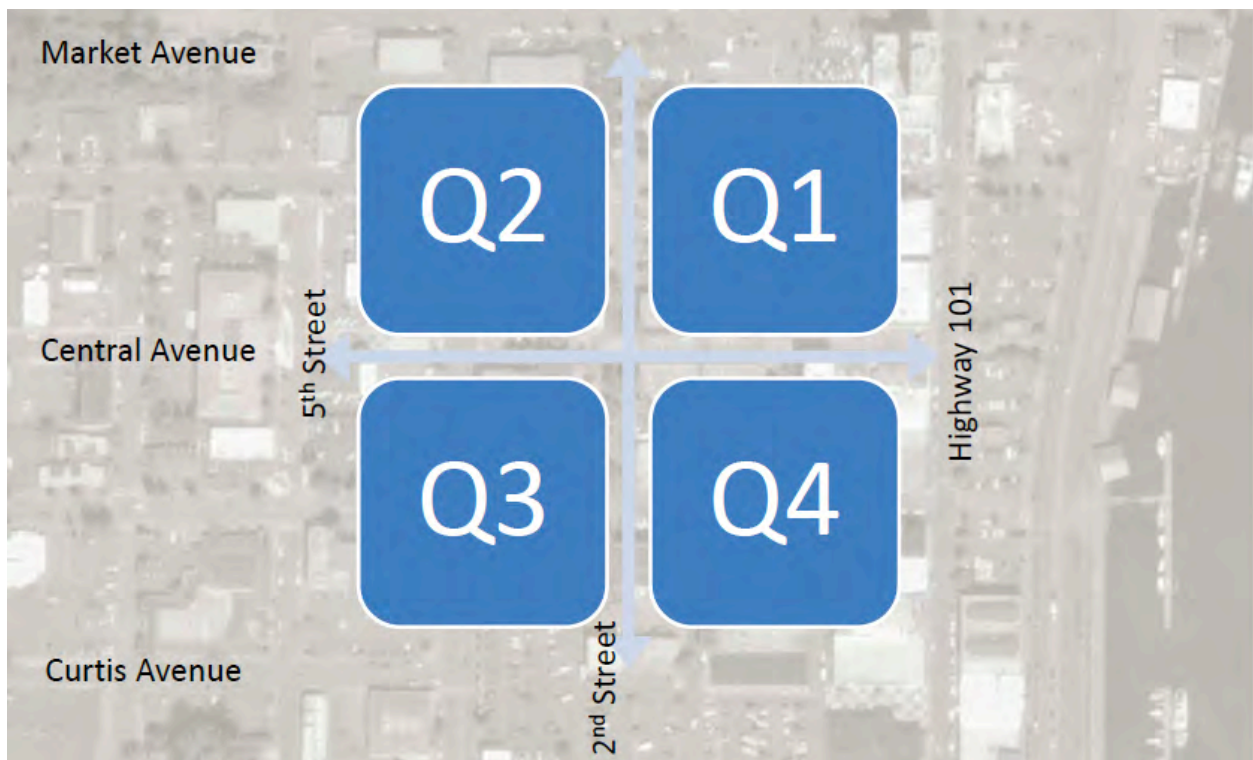 Market Avenue
Q2
Q1
Central Avenue
5th Street
Highway 101
Q3
Q4
Curtis Avenue
2nd Street